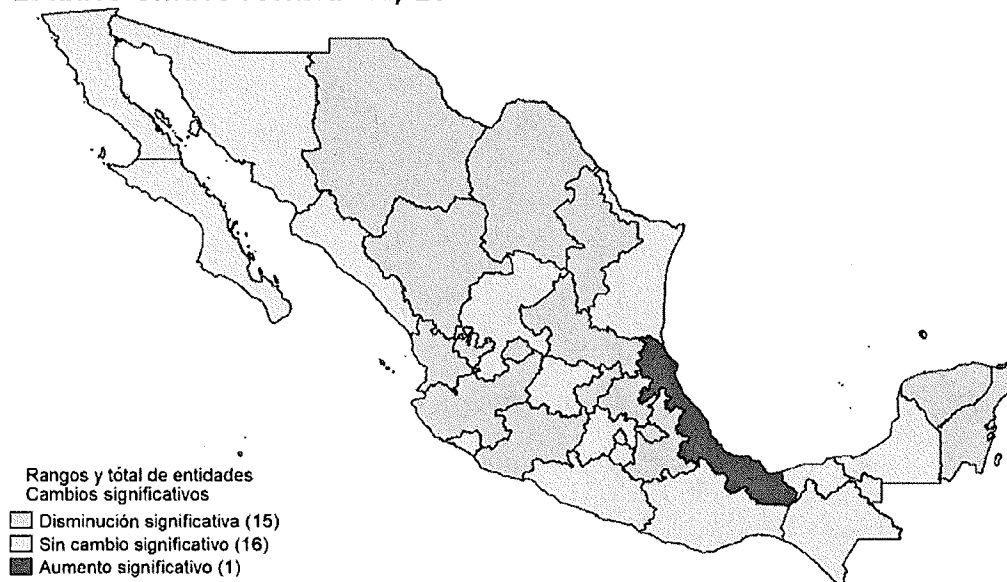 Rangos y tótal de entidades
Cambios significativos
Disminución significativa (15)
Sin cambio significativo (16)
Aumento significativo (1)